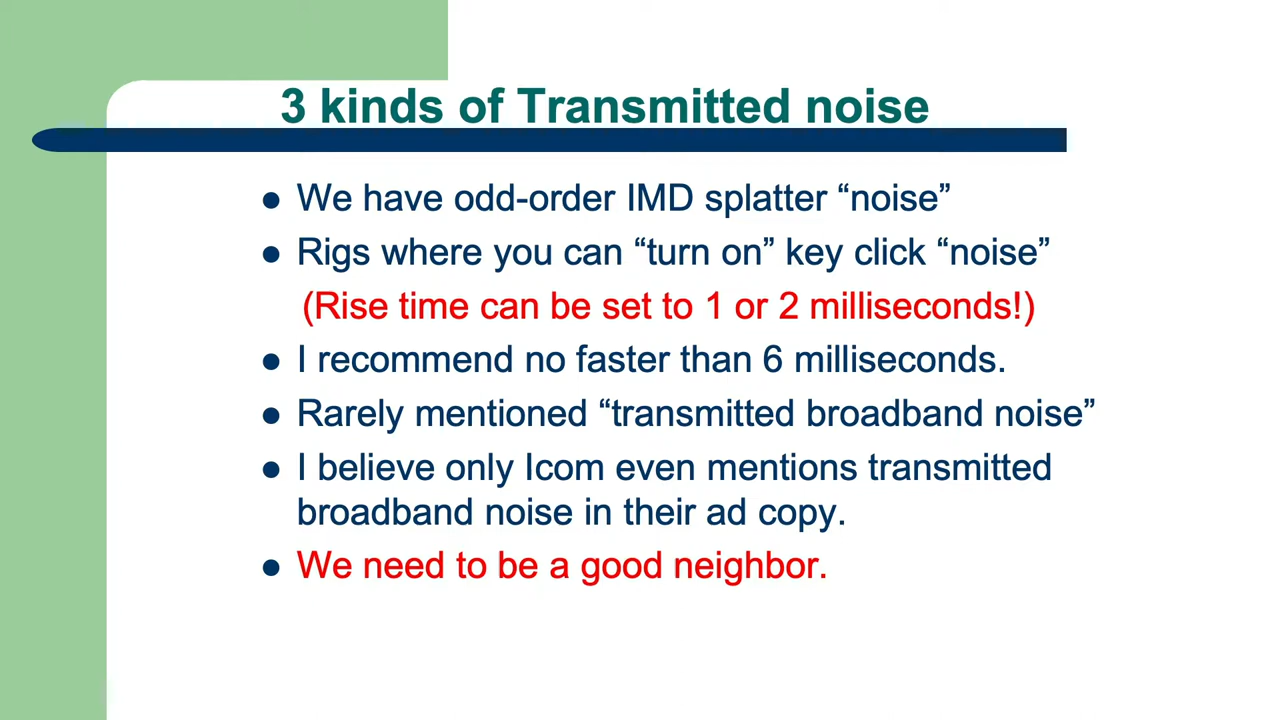 3 kinds of Transmitted noise
● We have odd-order IMD splatter “noise”
● Rigs where you can “turn on” key click “noise”
(Rise time can be set to 1 or 2 milliseconds!)
● I recommend no faster than 6 milliseconds.
● Rarely mentioned “transmitted broadband noise”
● I believe only Icom even mentions transmitted
broadband noise in their ad copy.
● We need to be a good neighbor.